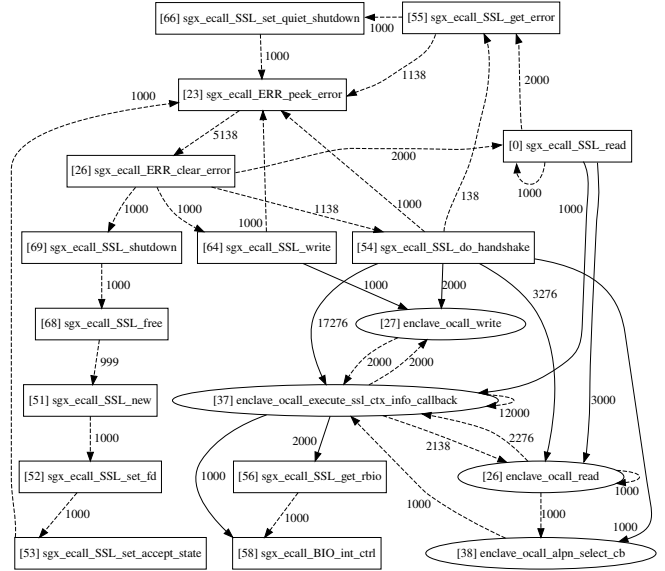 [66] sgx_ecall_SSL_set_quiet_shutdown
[55] sgx_ecall_SSL_get_error
1000
1000
1138
2000
[23] sgx_ecall_ERR_peek_error
1000
5138
[0] sgx_ecall_SSL_read
2000
[26] sgx_ecall_ERR_clear_error
1000
1000
1000
1138
1000
138
1000
1000
[69] sgx_ecall_SSL_shutdown
[64] sgx_ecall_SSL_write
[54] sgx_ecall_SSL_do_handshake
1000
1000
2000
3276
[68] sgx_ecall_SSL_free
17276
[27] enclave_ocall_write
999
2000
2000
[51] sgx_ecall_SSL_new
[37] enclave_ocall_execute_ssl_ctx_info_callback
12000
3000
1000
2000
2138
2276
[52] sgx_ecall_SSL_set_fd
1000
[56] sgx_ecall_SSL_get_rbio
[26] enclave_ocall_read
1000
1000
1000
1000
1000
1000
[53] sgx_ecall_SSL_set_accept_state
[58] sgx_ecall_BIO_int_ctrl
[38] enclave_ocall_alpn_select_cb